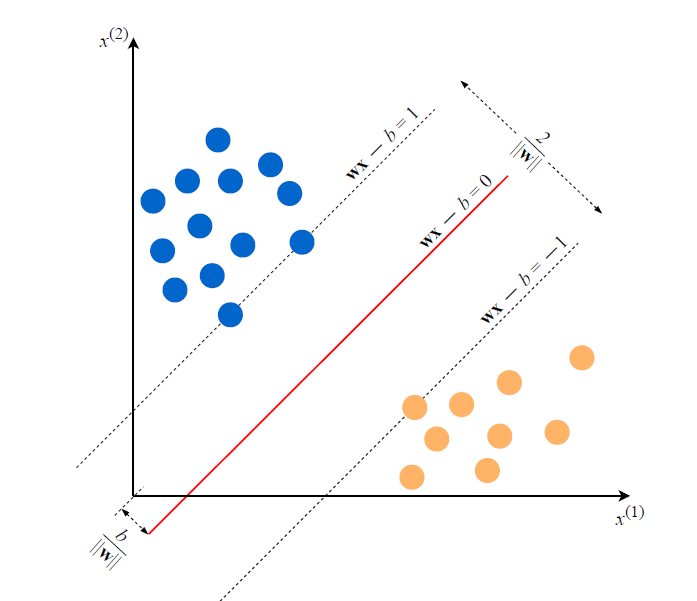 x(2)
wx − b = 1
2
||w||
wx − b = 0
wx − b = −1
b
||w||
x(1)